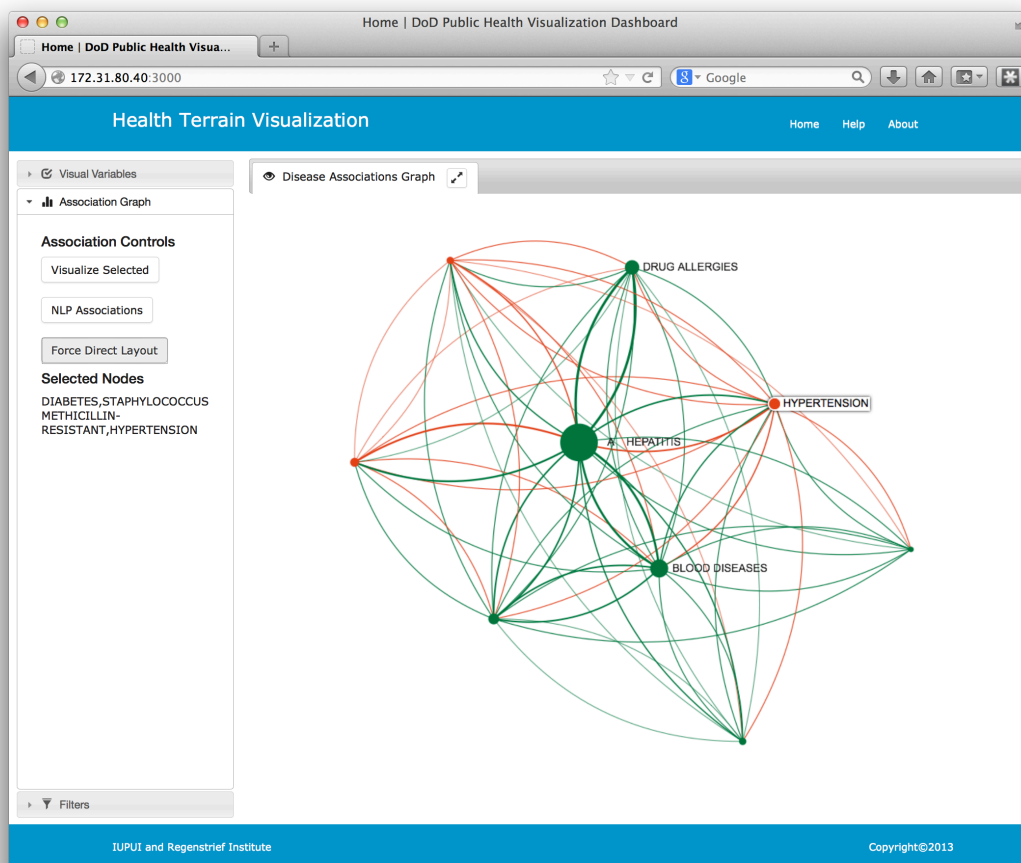 Home | DoD Public Health Visualization Dashboard
Home | DoD Public Health Visua...
172.31.80.40:3000
Google
Health Terrain Visualization
Home Help About
Visual Variables
Disease Associations Graph
Association Graph
Association Controls
Visualize Selected
NLP Associations
Force Direct Layout
Selected Nodes
DIABETES,STAPHYLOCOCCUS
METHICILLIN-
RESISTANT,HYPERTENSION
DRUG ALLERGIES
HYPERTENSION
A HEPATITIS
BLOOD DISEASES
Filters
IUPUI and Regenstrief Institute
Copyright©2013